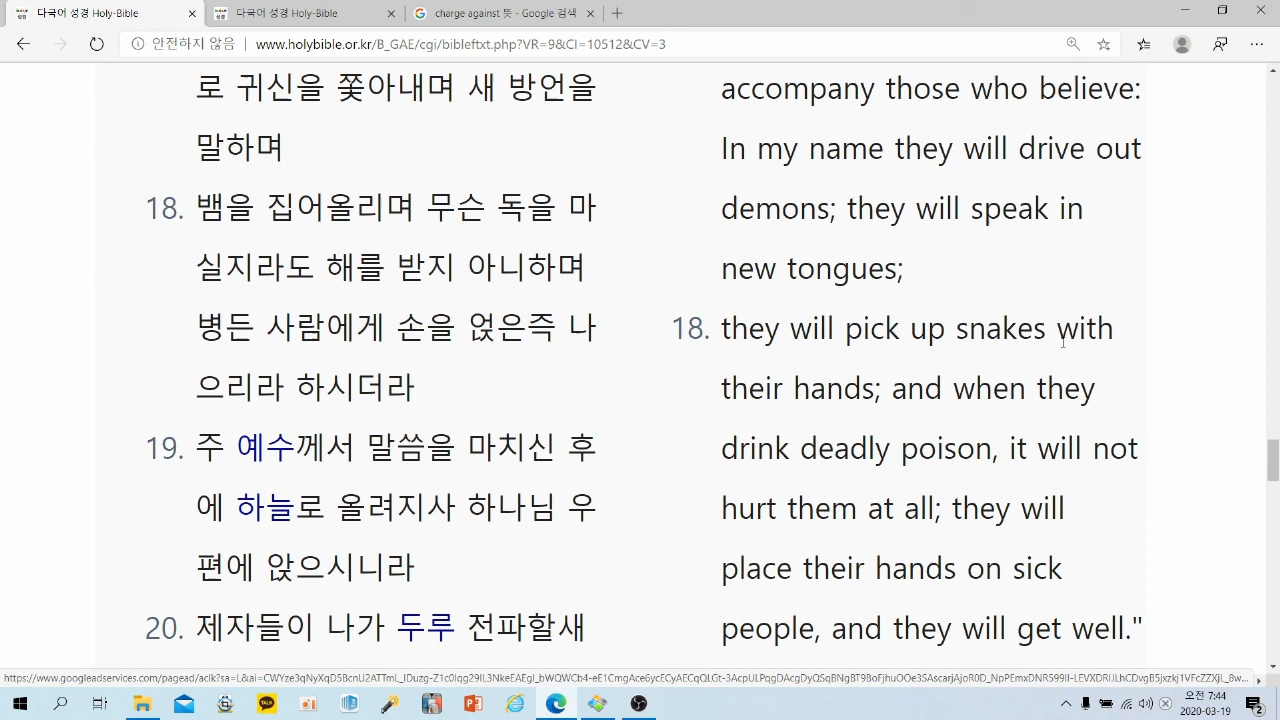 다국어 성경 Holy-Bible
다국어 성경 Holy-Bible
charge against 뜻 - Google 검색
안전하지 않음
www.holybible.or.kr/B_GAE/cgi/bibleftxt.php?VR=9&CI=10512&CV=3
로 귀신을 쫓아내며 새 방언을
말하며
18. 뱀을 집어올리며 무슨 독을 마
실지라도 해를 받지 아니하며
병든 사람에게 손을 얹은즉 나
으리라 하시더라
19. 주 예수께서 말씀을 마치신 후
에 하늘로 올려지사 하나님 우
편에 앉으시니라
20. 제자들이 나가 두루 전파할새
accompany those who believe:
In my name they will drive out
demons; they will speak in
new tongues;
18. they will pick up snakes with
their hands; and when they
drink deadly poison, it will not
hurt them at all; they will
place their hands on sick
people, and they will get well."
오전 7:44
2020-03-19